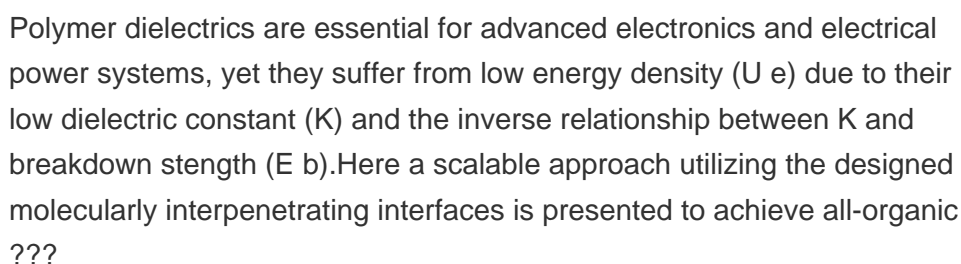 Polymer dielectrics are essential for advanced electronics and electrical
power systems, yet they suffer from low energy density (U e) due to their
low dielectric constant (K) and the inverse relationship between K and
breakdown stength (E b).Here a scalable approach utilizing the designed
molecularly interpenetrating interfaces is presented to achieve all-organic
???